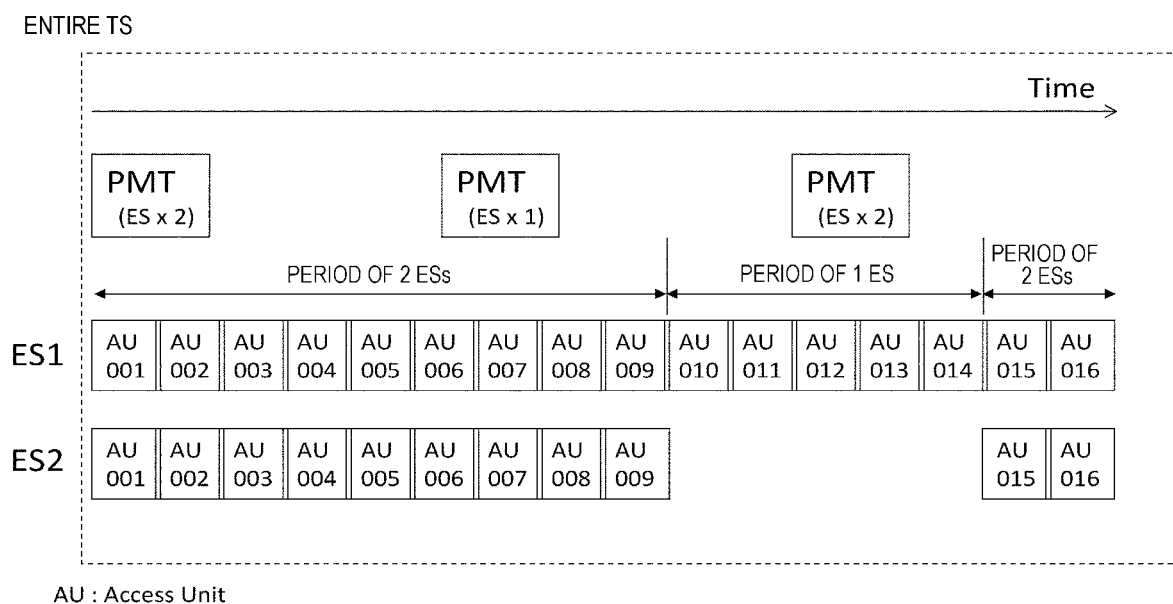 ENTIRE TS
Time
PMT
(ES x 2)
PMT
(ES x 1)
PMT
(ES x 2)
PERIOD OF 2 ESs
PERIOD OF 1 ES
PERIOD OF
2 ESs
ES1
AU
001
AU
002
AU
003
AU
004
AU
005
AU
006
AU
007
AU
008
AU
009
AU
010
AU
011
AU
012
AU
013
AU
014
AU
015
AU
016
ES2
AU
001
AU
002
AU
003
AU
004
AU
005
AU
006
AU
007
AU
008
AU
009
AU
015
AU
016
AU : Access Unit